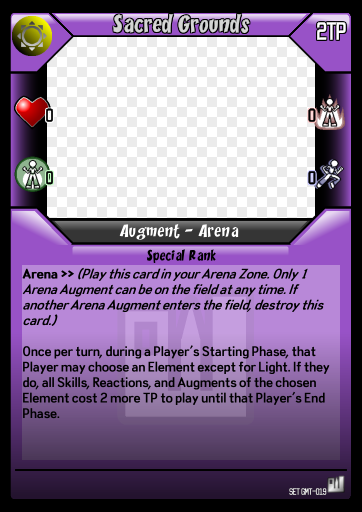 Sacred Grounds
2TP
0
0
0
0
Augment - Arena
Special Rank
Arena >> (Play this card in your Arena Zone. Only 1
Arena Augment can be on the field at any time. If
another Arena Augment enters the field, destroy this
card.)
Once per turn, during a Player's Starting Phase, that
Player may choose an Element except for Light. If they
do, all Skills, Reactions, and Augments of the chosen
Element cost 2 more TP to play until that Player's End
Phase.
SET GMT-019